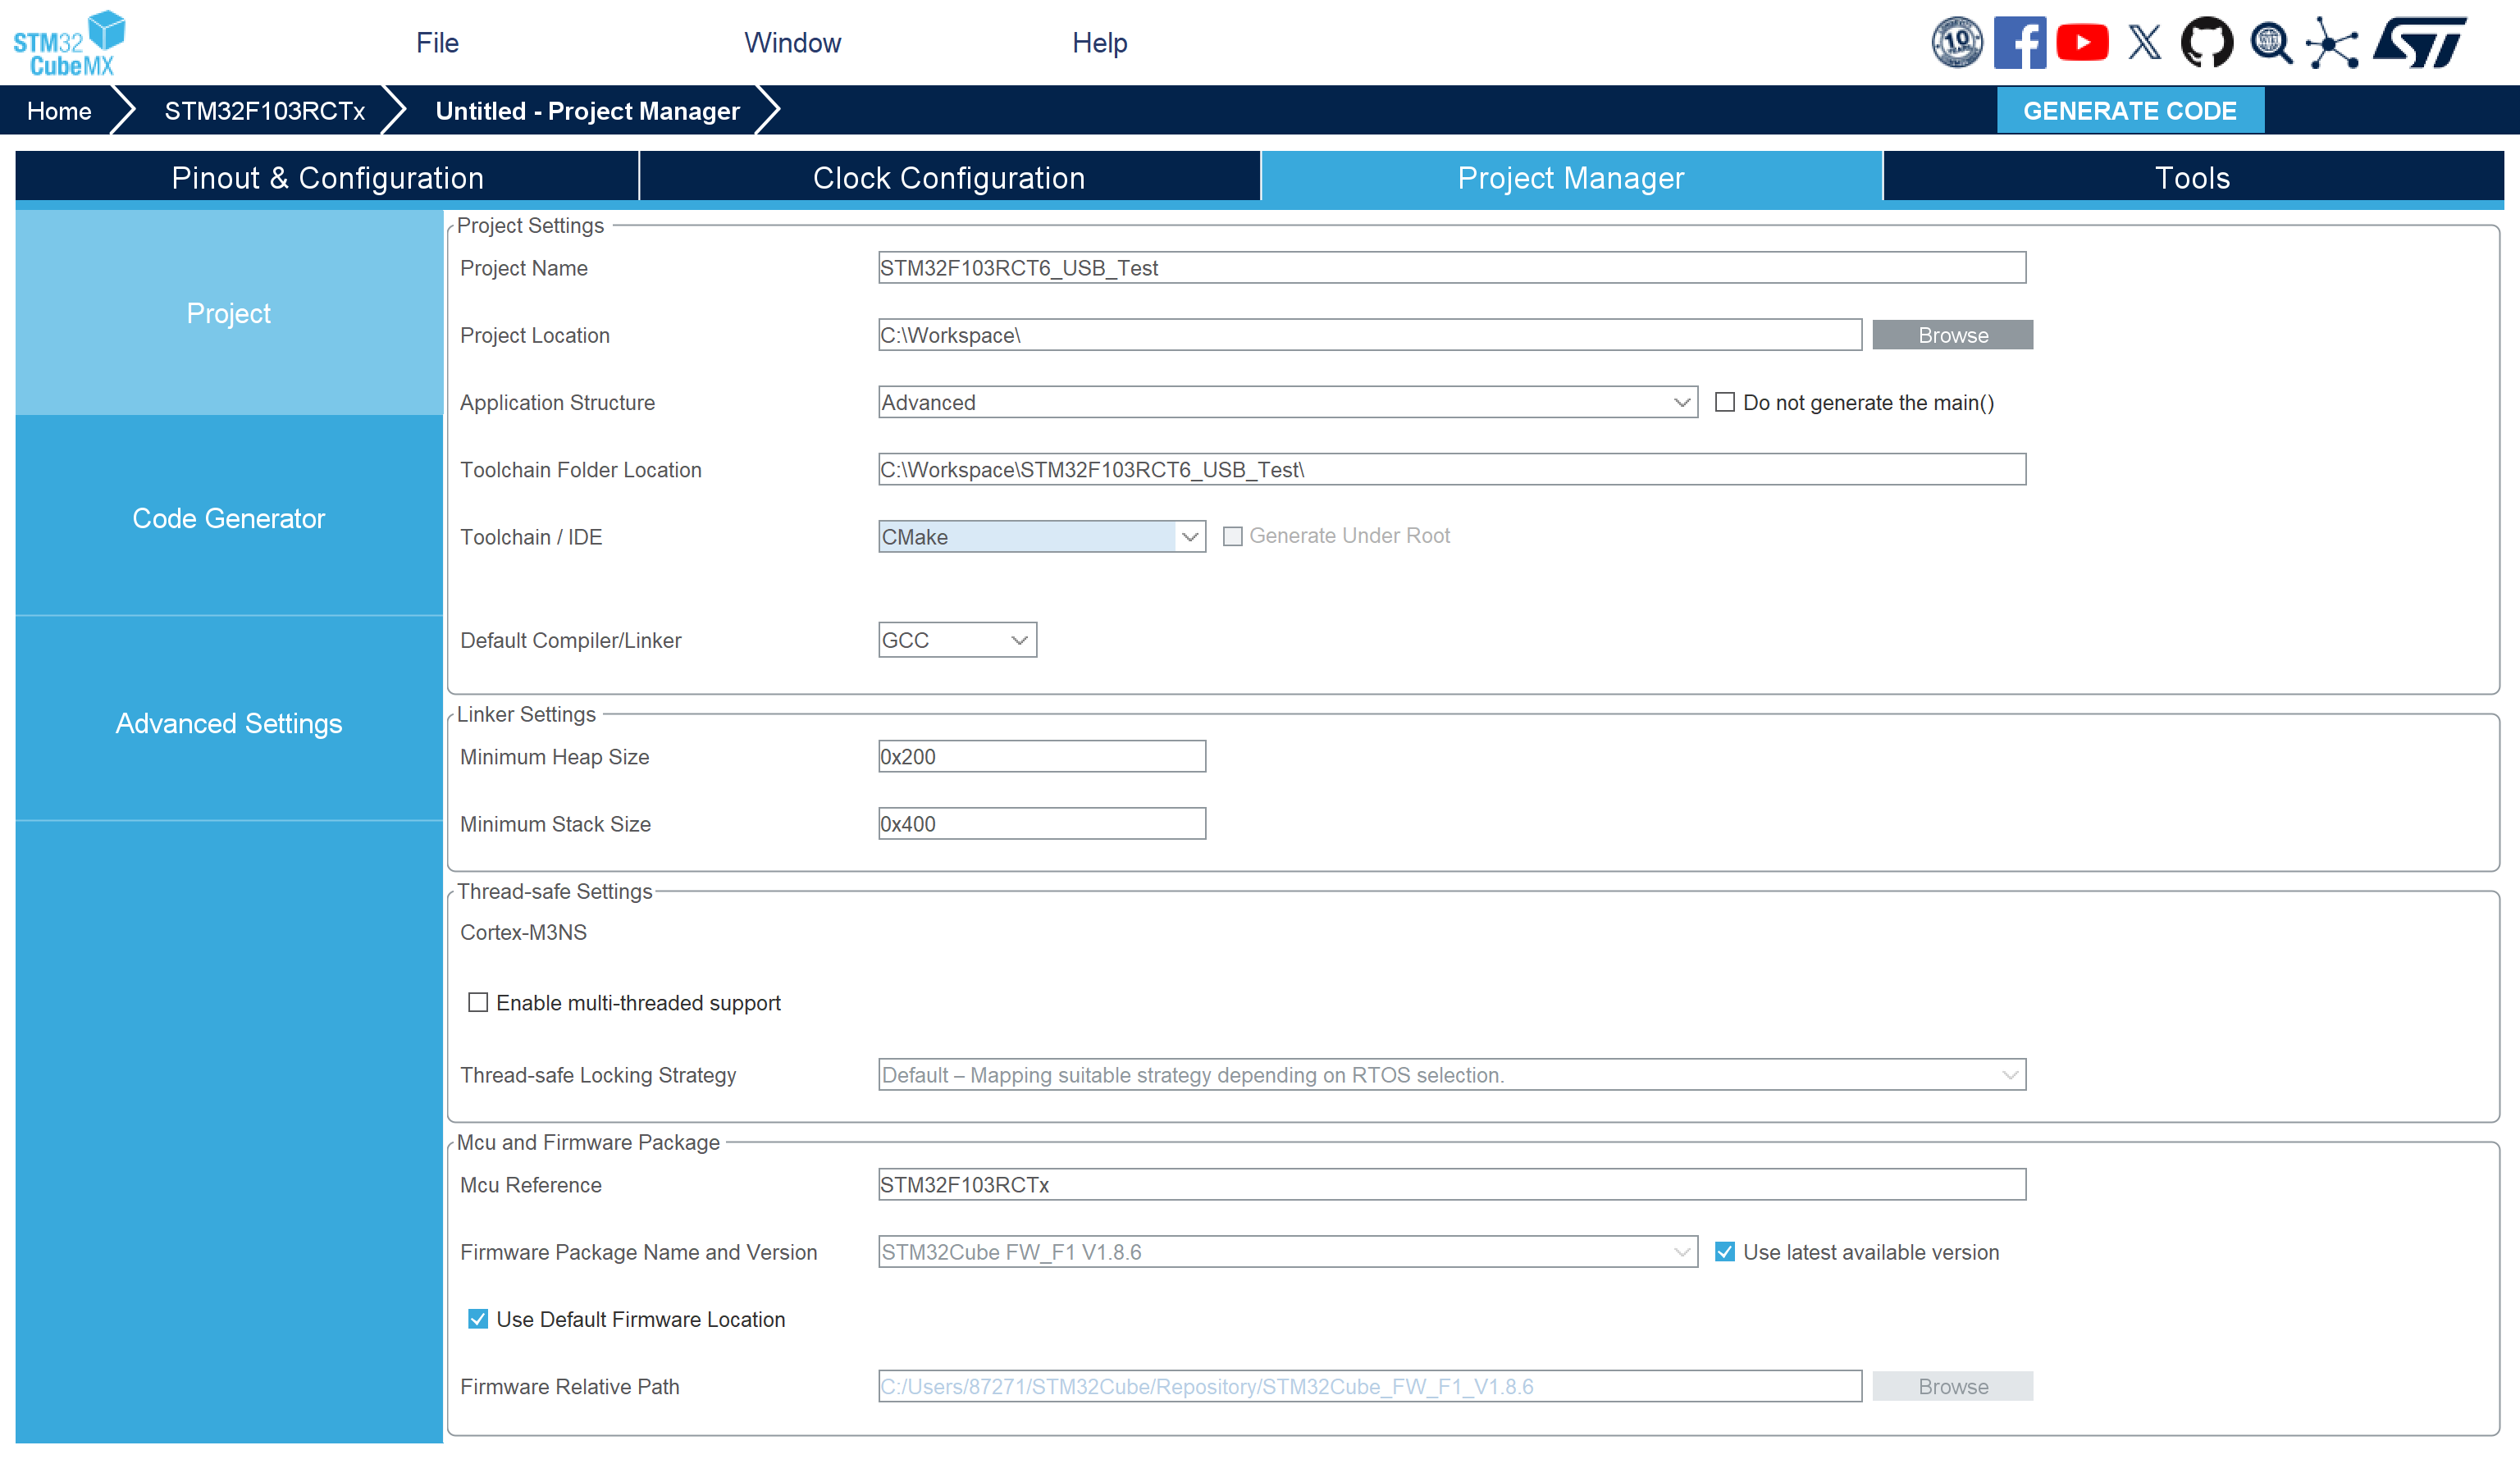 STM32
CubeMX
File
Window
Help
10
YEARS
Home
STM32F103RCTx
Untitled - Project Manager
GENERATE CODE
Pinout & Configuration
Clock Configuration
Project Manager
Tools
Project
Code Generator
Advanced Settings
Project Settings
Project Name
STM32F103RCT6_USB_Test
Project Location
C:\Workspace\
Browse
Application Structure
Advanced
Do not generate the main()
Toolchain Folder Location
C:\Workspace\STM32F103RCT6_USB_Test\
Toolchain / IDE
CMake
Generate Under Root
Default Compiler/Linker
GCC
Linker Settings
Minimum Heap Size
0x200
Minimum Stack Size
0x400
Thread-safe Settings
Cortex-M3NS
Enable multi-threaded support
Thread-safe Locking Strategy
Default – Mapping suitable strategy depending on RTOS selection.
Mcu and Firmware Package
Mcu Reference
STM32F103RCTx
Firmware Package Name and Version
STM32Cube FW_F1 V1.8.6
Use latest available version
Use Default Firmware Location
Firmware Relative Path
C:/Users/87271/STM32Cube/Repository/STM32Cube_FW_F1_V1.8.6
Browse